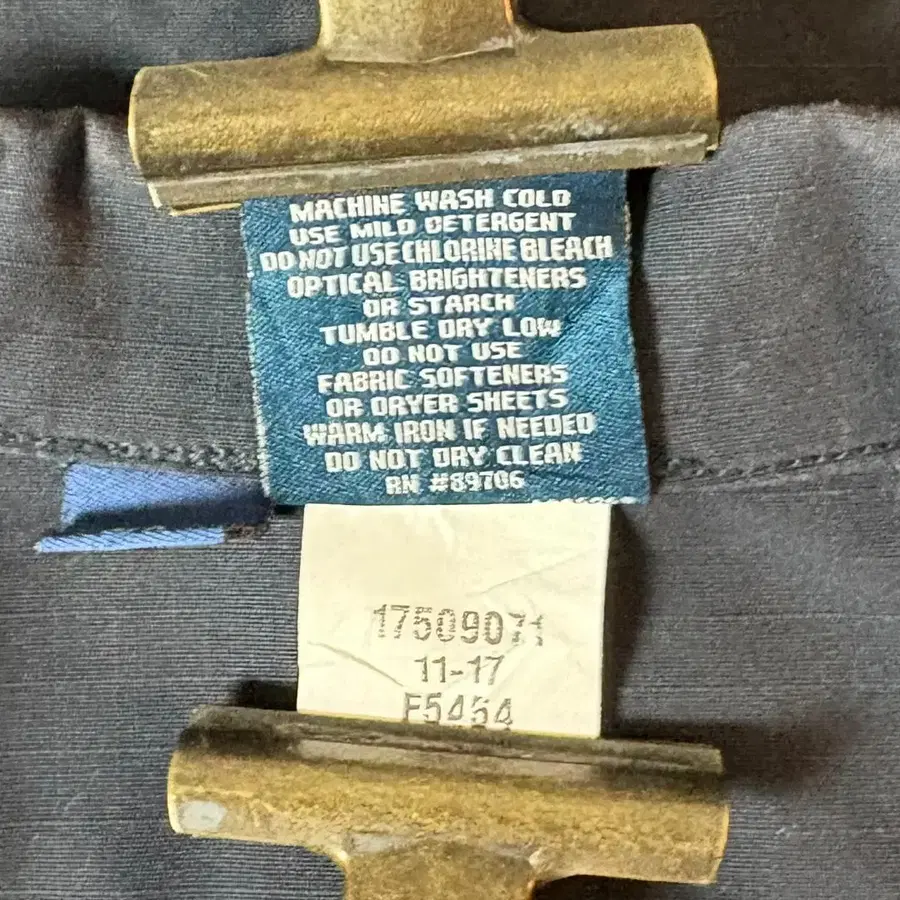 MACHINE WASH COLD
USE MILD DETERGENT
DO NOT USE CHLORINE BLEACH
OPTICAL BRIGHTENERS
OR STARCH
TUMBLE DRY LOW
DO NOT USE
FABRIC SOFTENERS
OR DRYER SHEETS
WARM IRON IF NEEDED
DO NOT DRY CLEAN
RN #89706
17509071
11-17
F5454